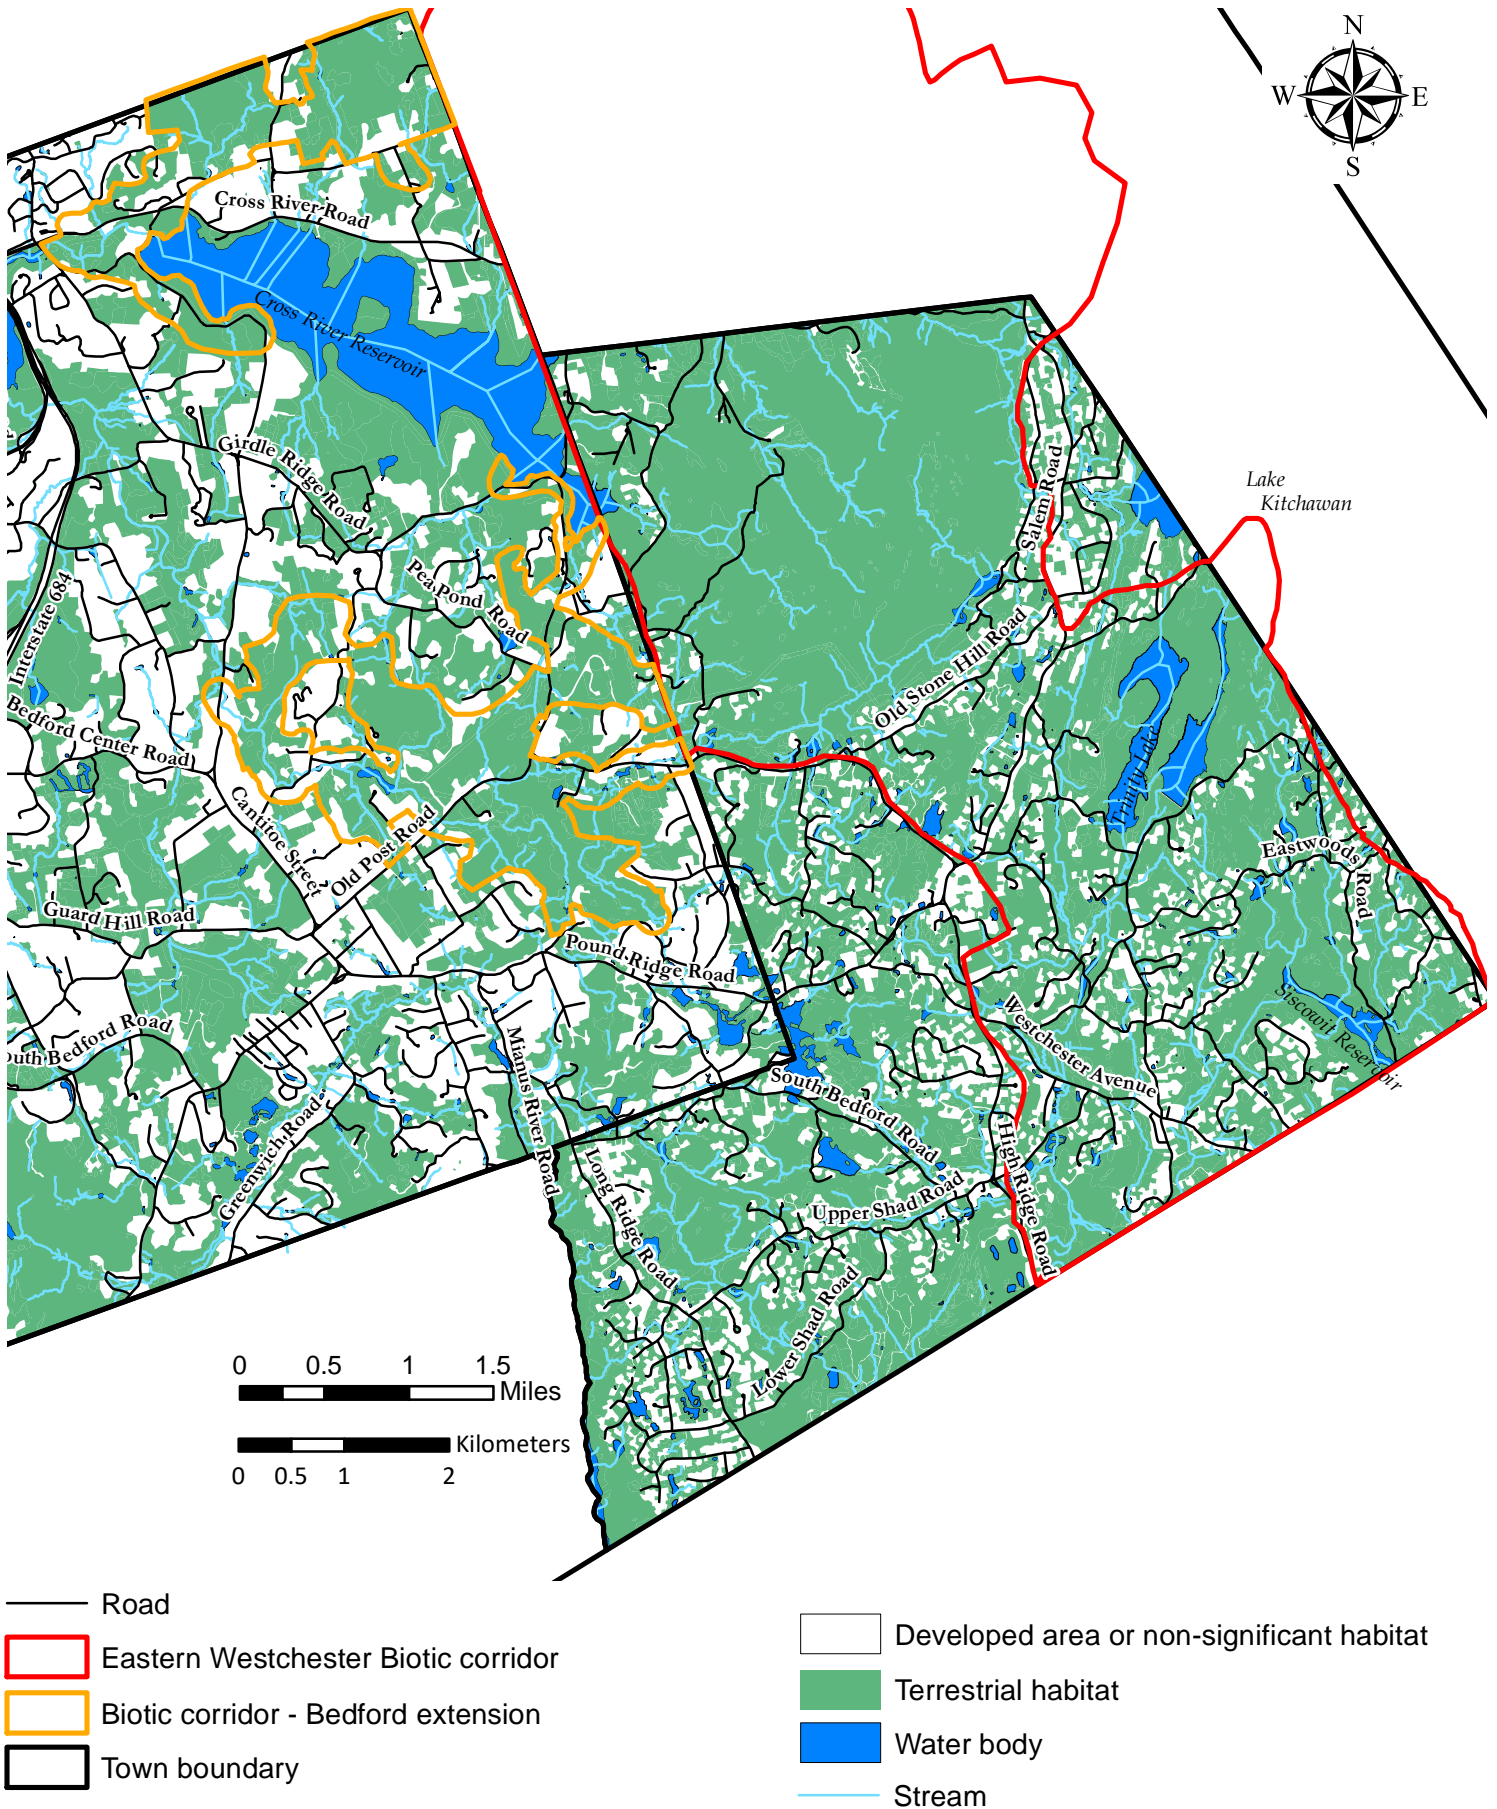 N
W
E
S
Cross River Road
Cross River Reservoir
Girdle Ridge Road
Salem Road
Lake
Kitchawan
Pea Pond Road
Interstate 684
Old Stone Hill Road
Bedford Center Road
Trinity Lake
Cantitoe Street
Old Post Road
Eastwoods Road
Guard Hill Road
Pound Ridge Road
Siscowit Reservoir
outh Bedford Road
Westchester Avenue
Mianus River Road
South Bedford Road
Greenwich Road
High Ridge Road
Long Ridge Road
Upper Shad Road
Lower Shad Road
0 0.5 1 1.5
Miles
Kilometers
0 0.5 1 2
Road
Eastern Westchester Biotic corridor
Biotic corridor - Bedford extension
Town boundary
Developed area or non-significant habitat
Terrestrial habitat
Water body
Stream